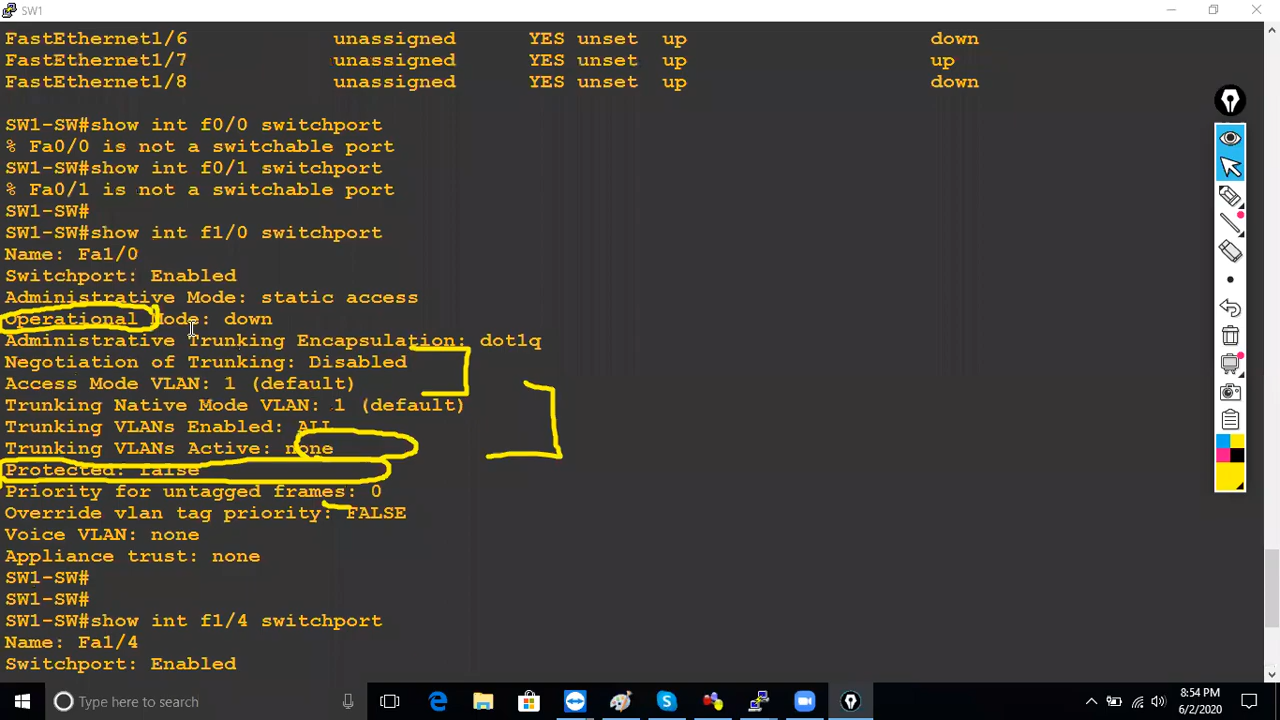 SW1
FastEthernet1/6 unassigned YES unset up down
FastEthernet1/7 unassigned YES unset up up
FastEthernet1/8 unassigned YES unset up down
SW1-SW#show int f0/0 switchport
% Fa0/0 is not a switchable port
SW1-SW#show int f0/1 switchport
% Fa0/1 is not a switchable port
SW1-SW#
SW1-SW#show int f1/0 switchport
Name: Fa1/0
Switchport: Enabled
Administrative Mode: static access
Operational Mode: down
Administrative Trunking Encapsulation: dot1q
Negotiation of Trunking: Disabled
Access Mode VLAN: 1 (default)
Trunking Native Mode VLAN: 1 (default)
Trunking VLANs Enabled: ALL
Trunking VLANs Active: none
Protected: false
Priority for untagged frames: 0
Override vlan tag priority: FALSE
Voice VLAN: none
Appliance trust: none
SW1-SW#
SW1-SW#
SW1-SW#show int f1/4 switchport
Name: Fa1/4
Switchport: Enabled
Type here to search
8:54 PM
6/2/2020